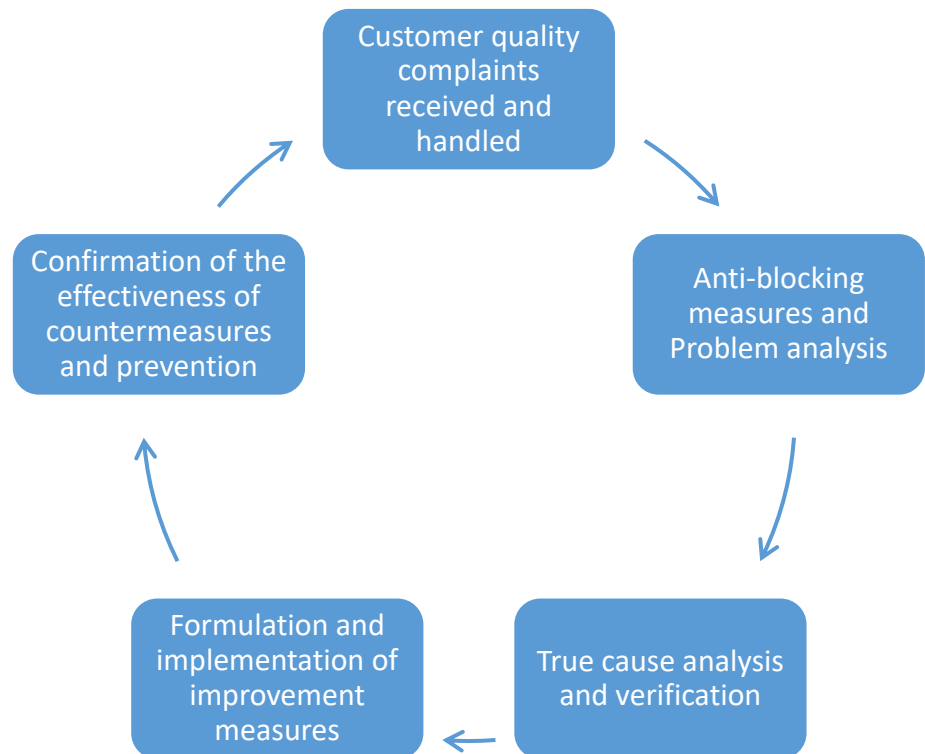 Customer quality
complaints
received and
handled
Anti-blocking
measures and
Problem analysis
True cause analysis
and verification
Formulation and
implementation of
improvement
measures
Confirmation of the
effectiveness of
countermeasures
and prevention